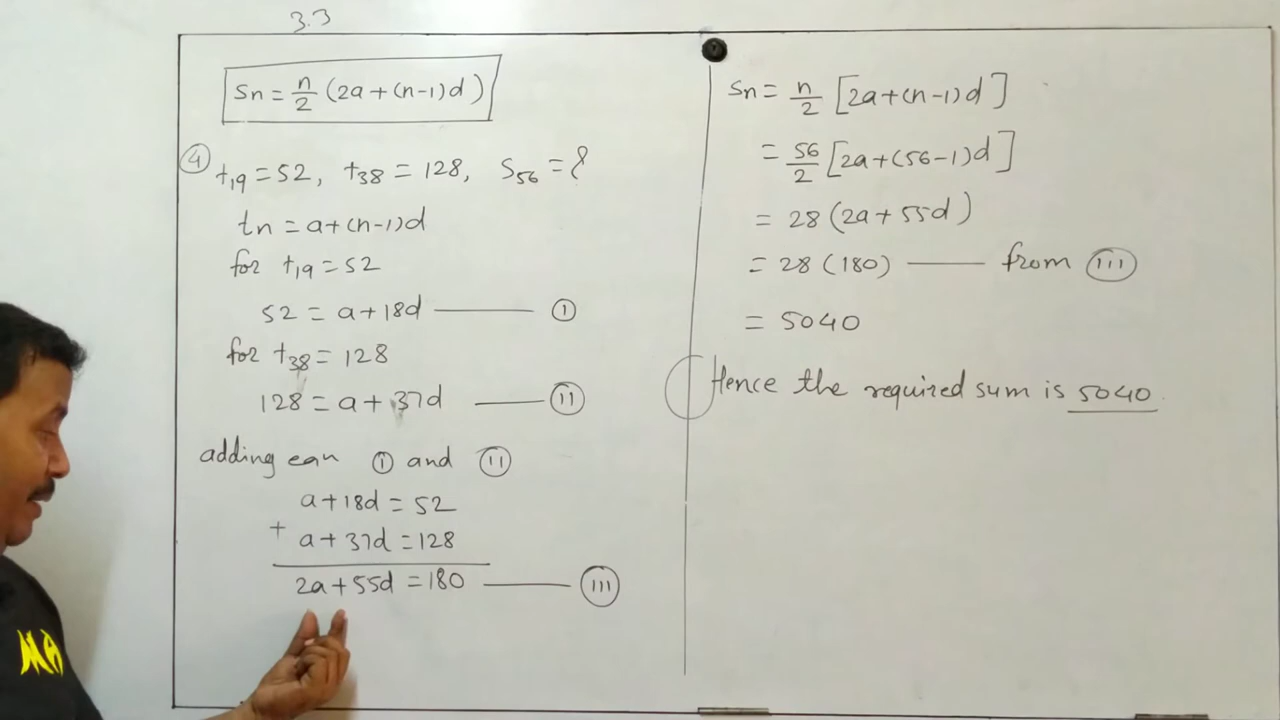 3.3
Sn = n/2 (2a + (n-1)d)
④ t19 = 52, t38 = 128, S56 = ?
tn = a + (n-1)d
for t19 = 52
52 = a + 18d —— ①
for t38 = 128
128 = a + 37d —— ⑪
adding eqn ① and ⑪
a + 18d = 52
+ a + 37d = 128
2a + 55d = 180 —— (111)
Sn = n/2 [2a + (n-1)d]
= 56/2 [2a + (56-1)d]
= 28 (2a + 55d)
= 28 (180) —— from (111)
= 5040
Hence the required sum is 5040.
MA